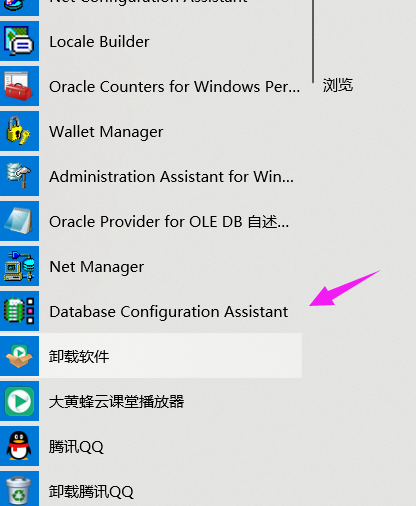 Net Configuration Assistant
Locale Builder
浏览
Oracle Counters for Windows Per...
Wallet Manager
Administration Assistant for Win...
Oracle Provider for OLE DB 自述...
Net Manager
Database Configuration Assistant
卸载软件
大黄蜂云课堂播放器
腾讯QQ
卸载腾讯QQ